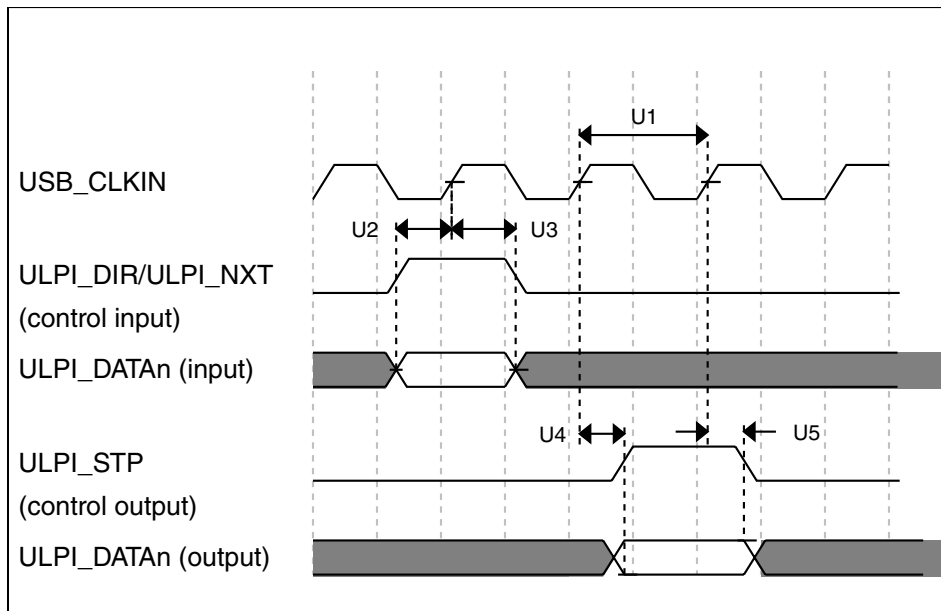 U1
USB_CLKIN
U2
U3
ULPI_DIR/ULPI_NXT
(control input)
ULPI_DATAn (input)
U4
U5
ULPI_STP
(control output)
ULPI_DATAn (output)